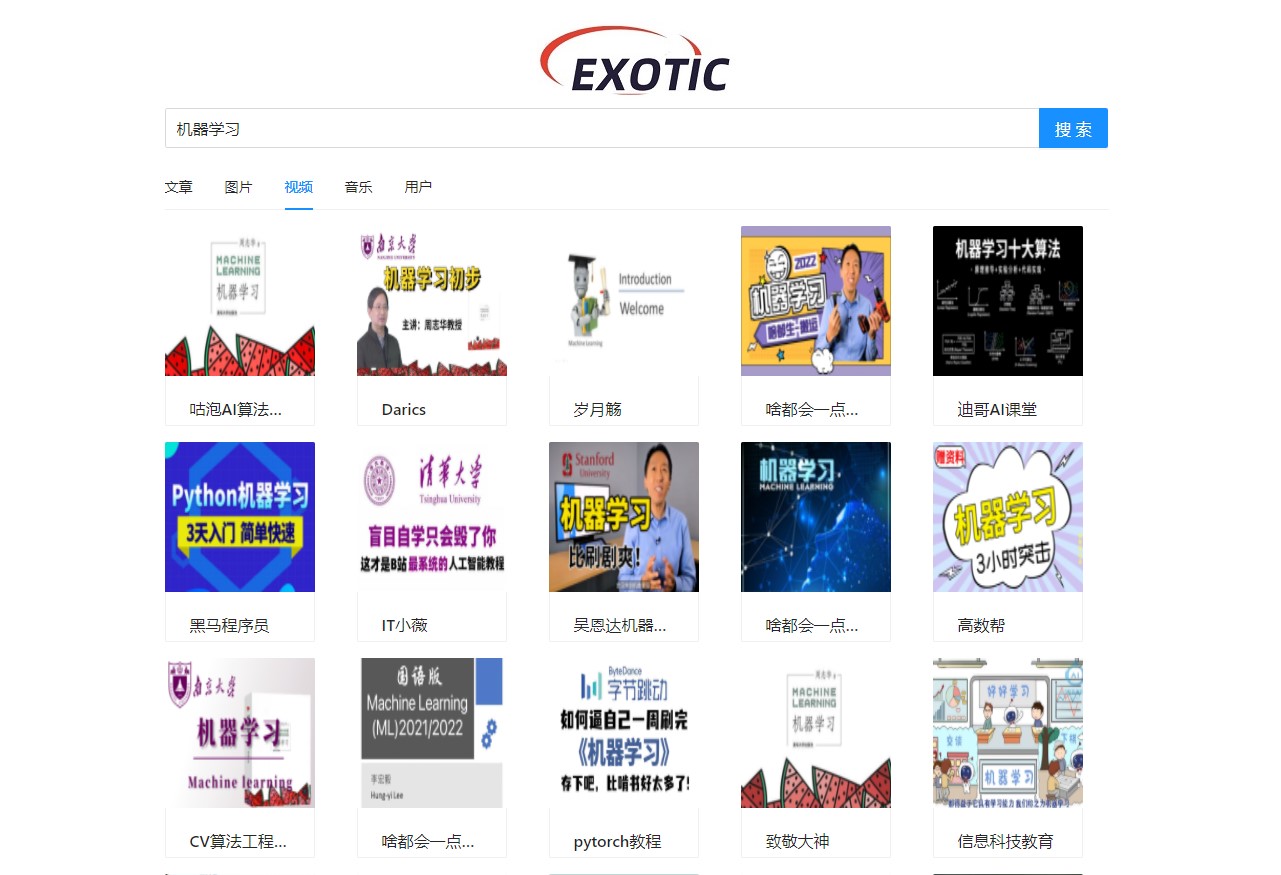 EXOTIC
机器学习
搜 索
文章
图片
视频
音乐
用户
周志华
MACHINE
LEARNING
机器学习
咕泡AI算法...
南京大学
机器学习初步
主讲：周志华教授
Darics
Introduction
Welcome
Machine Learning
岁月觞
2022
机器学习
啥都会一点...
机器学习十大算法
迪哥AI课堂
Python机器学习
3天入门 简单快速
黑马程序员
清华大学
Tsinghua University
盲目自学只会毁了你
这才是B站最系统的人工智能教程
IT小薇
Stanford
University
机器学习
比刷剧爽！
吴恩达机器...
机器学习
MACHINE LEARNING
啥都会一点...
赠资料
机器学习
3小时突击
高数帮
南京大学
机器学习
Machine learning
CV算法工程...
国语版
Machine Learning
(ML)2021/2022
李宏毅
Hung-yi Lee
啥都会一点...
ByteDance
字节跳动
如何逼自己一周刷完
《机器学习》
存下吧，比啃书好太多了！
pytorch教程
周志华
MACHINE
LEARNING
机器学习
致敬大神
好好学习
机器学习
信息科技教育